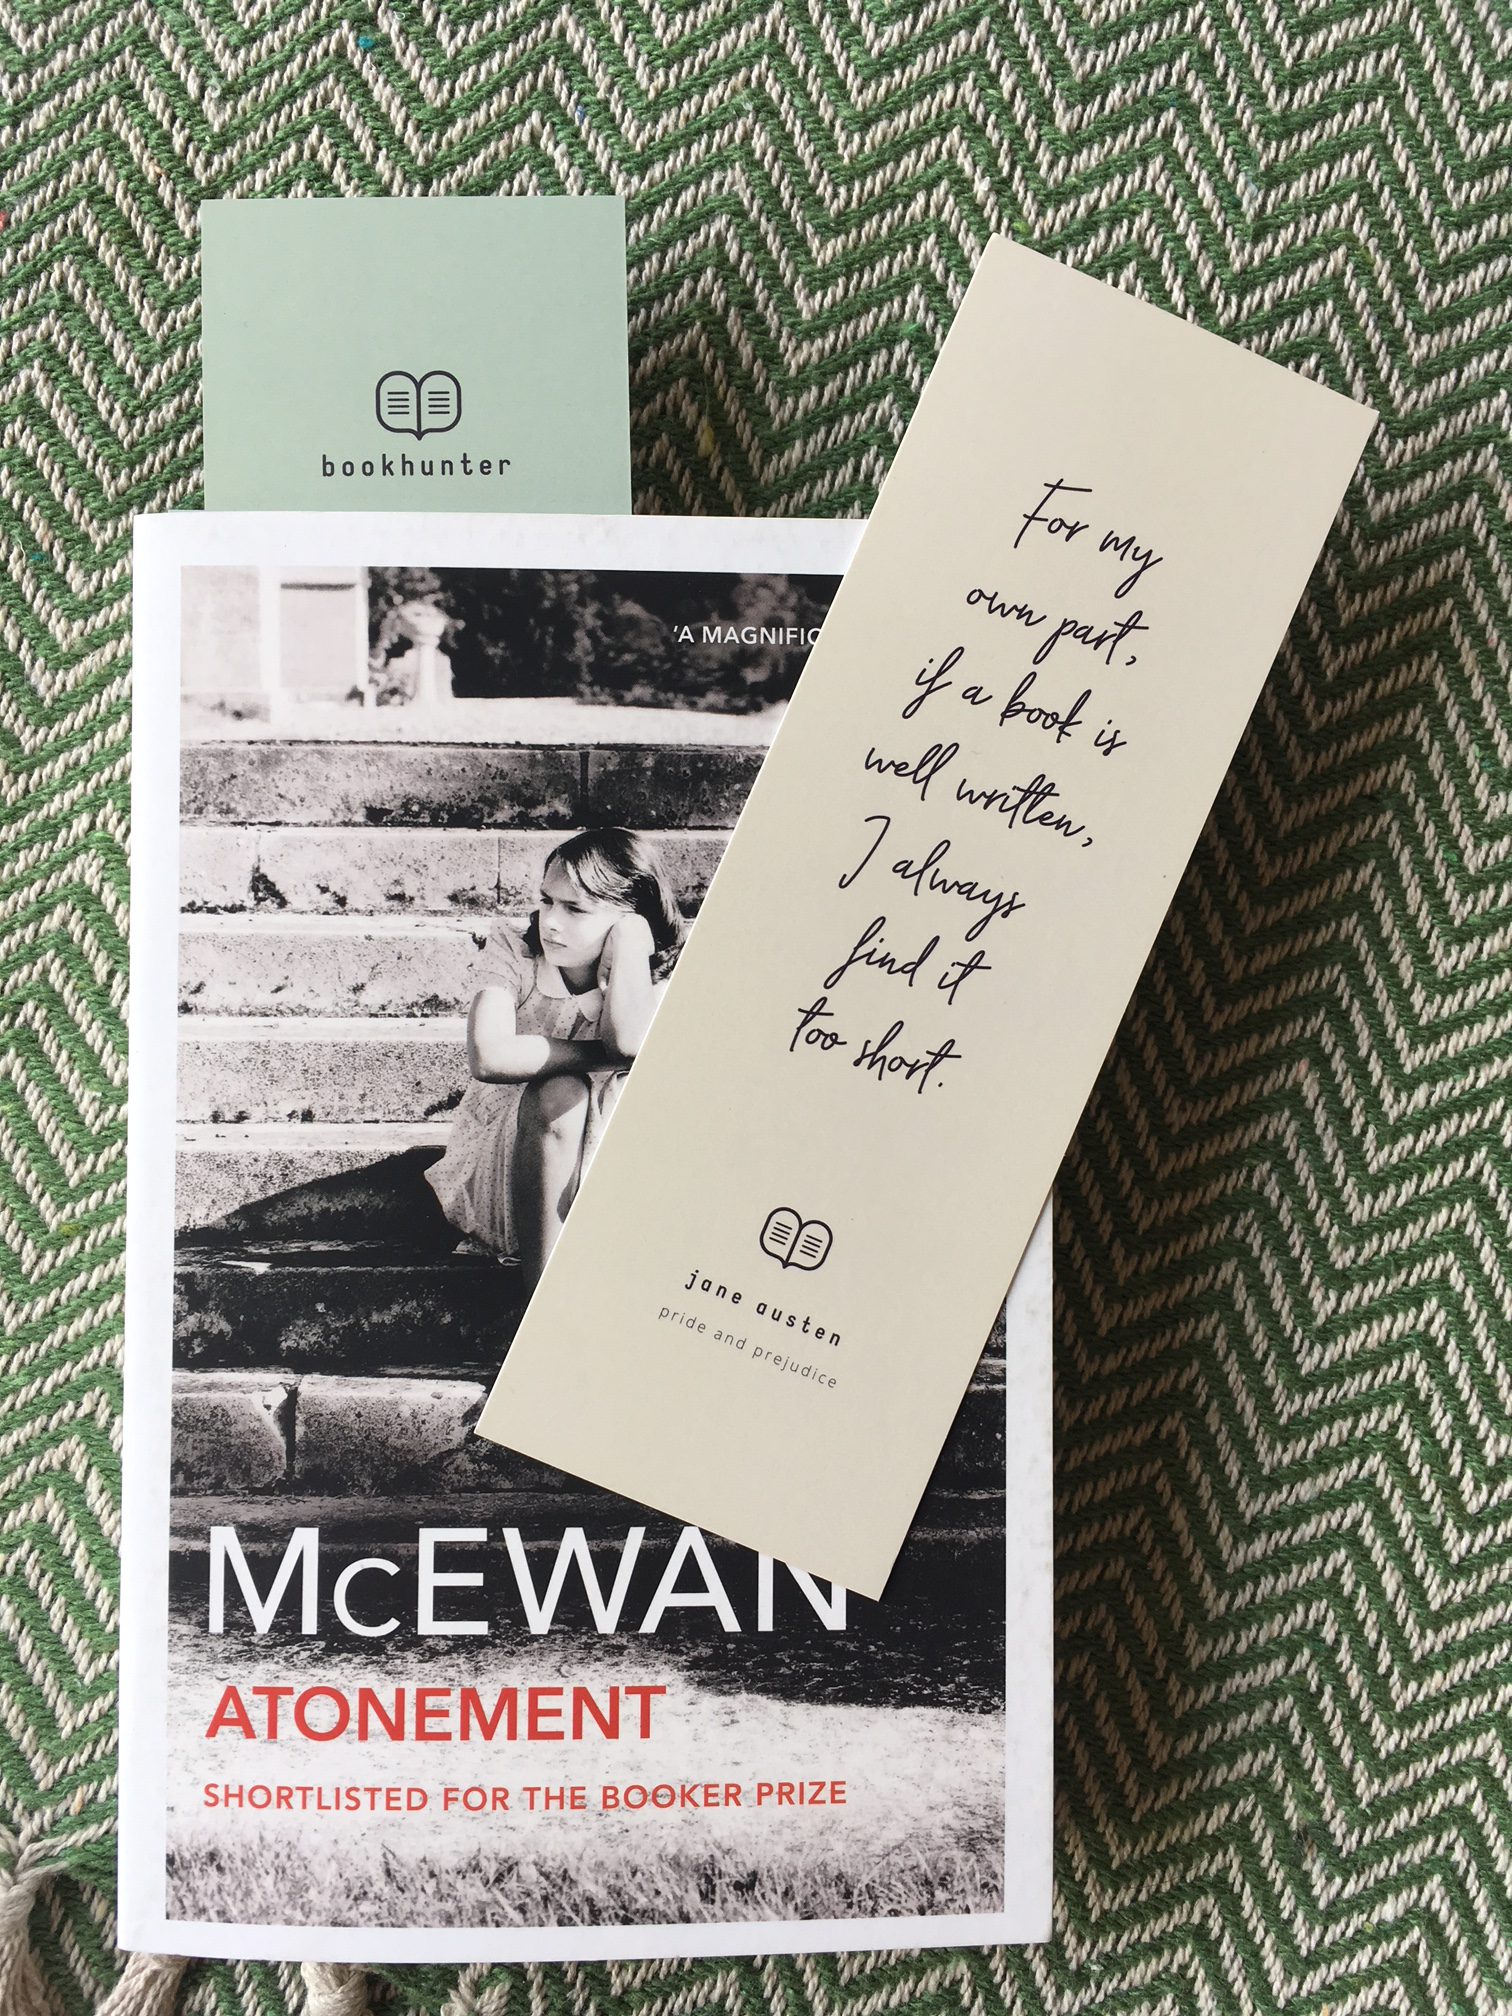 bookhunter
'A MAGNIFIC
For my
own part,
if a book is
well written,
I always
find it
too short.
jane austen
pride and prejudice
McEWAN
ATONEMENT
SHORTLISTED FOR THE BOOKER PRIZE